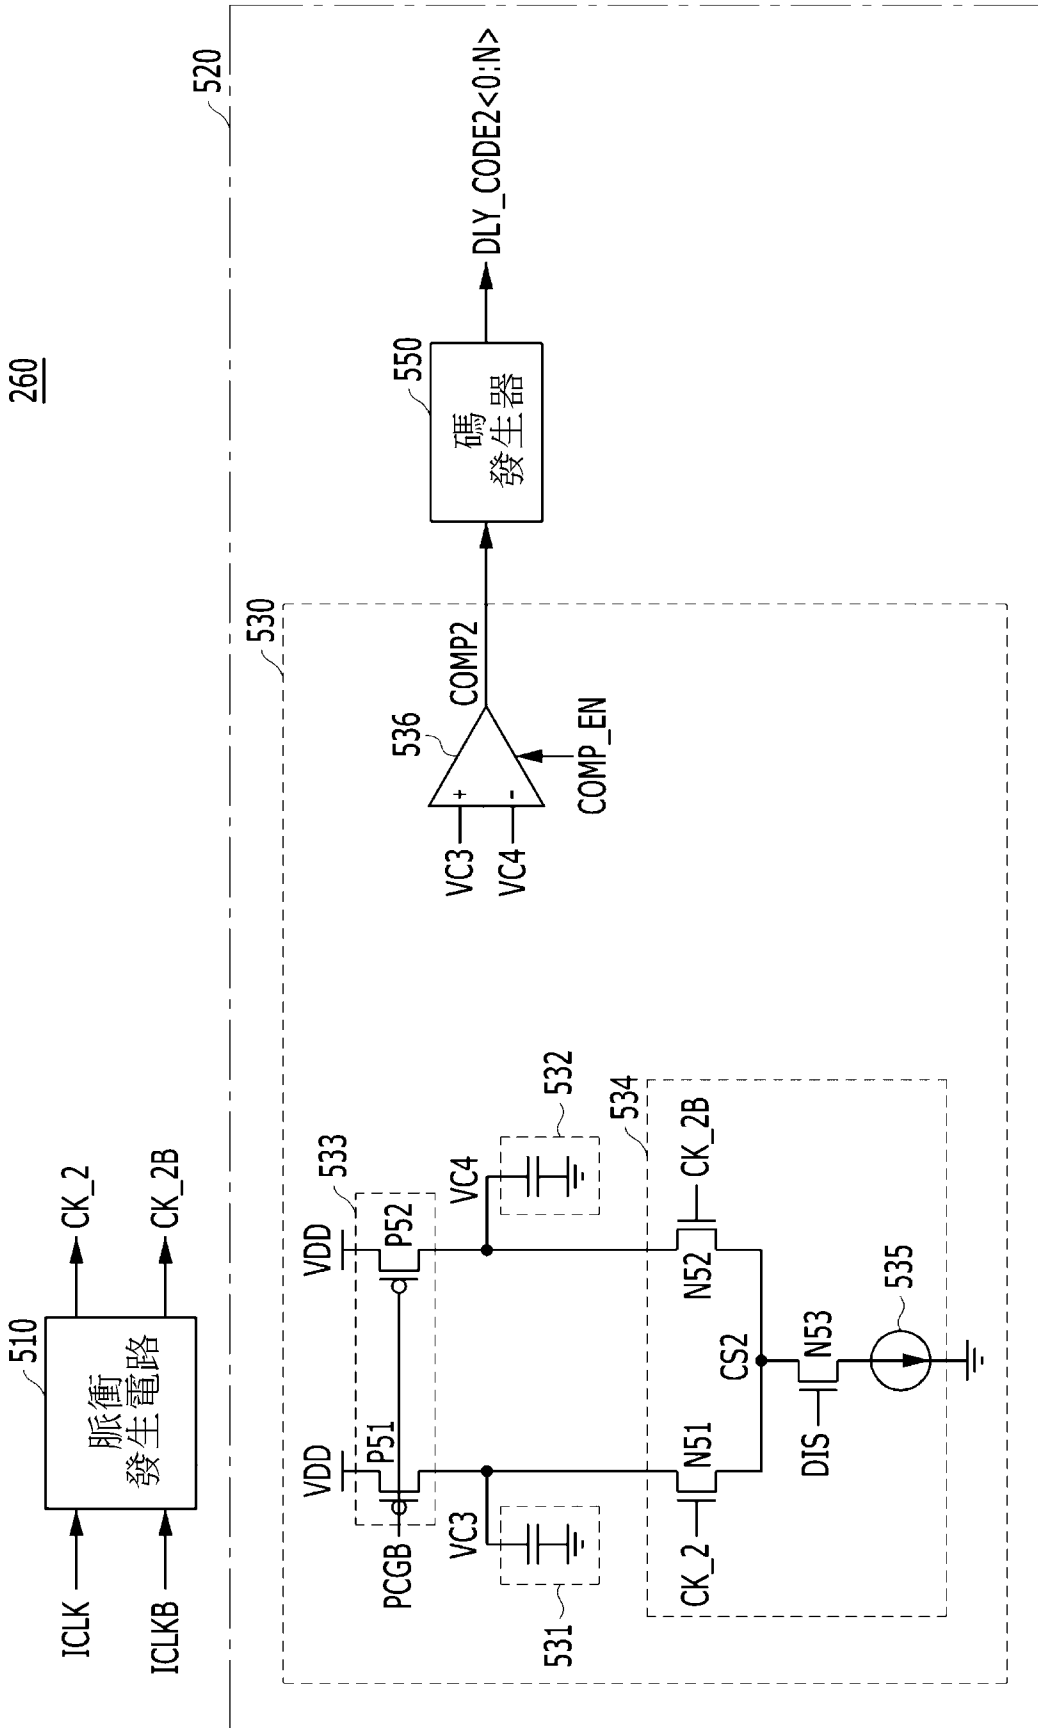 260
510
ICLK
ICLKB
脈衝
發生電路
CK_2
CK_2B
520
530
VDD
VDD
533
P51
P52
PCGB
VC3
VC4
531
532
534
CK_2
N51
N52
CK_2B
CS2
DIS
N53
535
536
VC3
VC4
+
-
COMP_EN
COMP2
550
碼
發生器
DLY_CODE2<0:N>